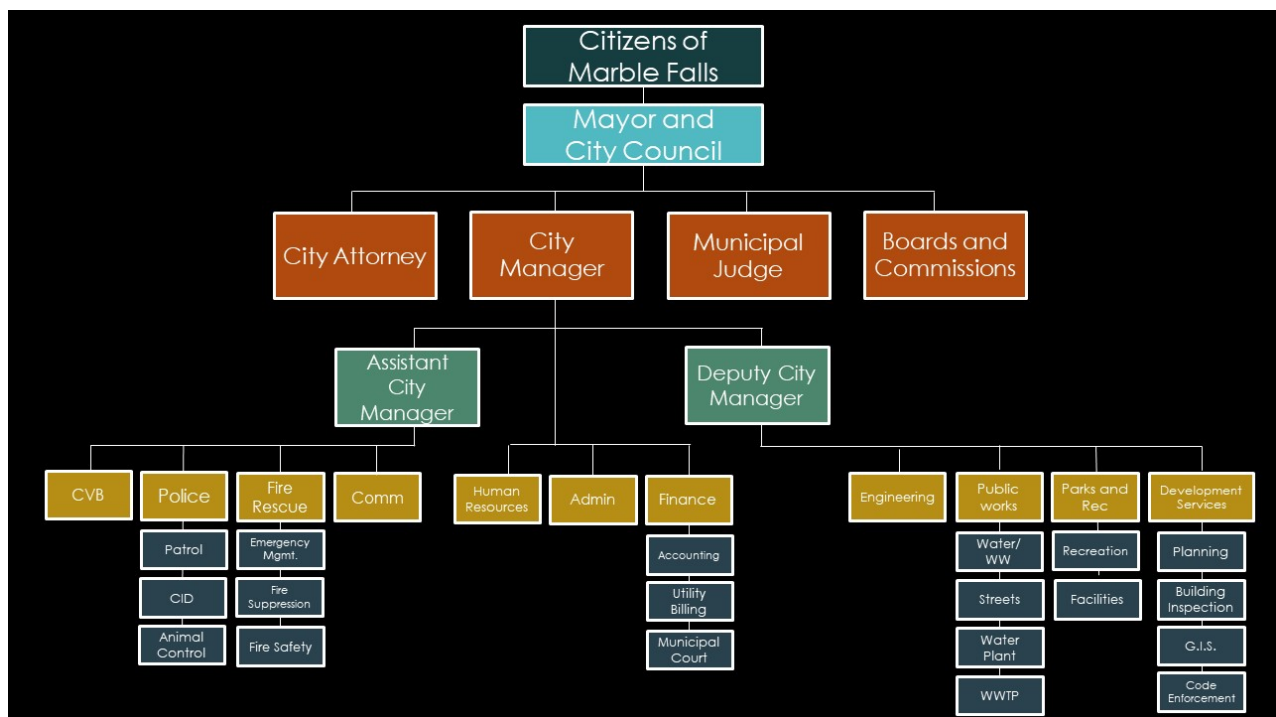 Citizens of
Marble Falls
Mayor and
City Council
City Attorney
City
Manager
Municipal
Judge
Boards and
Commissions
Assistant
City
Manager
Deputy City
Manager
CVB
Police
Fire
Rescue
Comm
Human
Resources
Admin
Finance
Engineering
Public
works
Parks and
Rec
Development
Services
Patrol
CID
Animal
Control
Emergency
Mgmt.
Fire
Suppression
Fire Safety
Accounting
Utility
Billing
Municipal
Court
Water/
WW
Streets
Water
Plant
WWTP
Recreation
Facilities
Planning
Building
Inspection
G.I.S.
Code
Enforcement